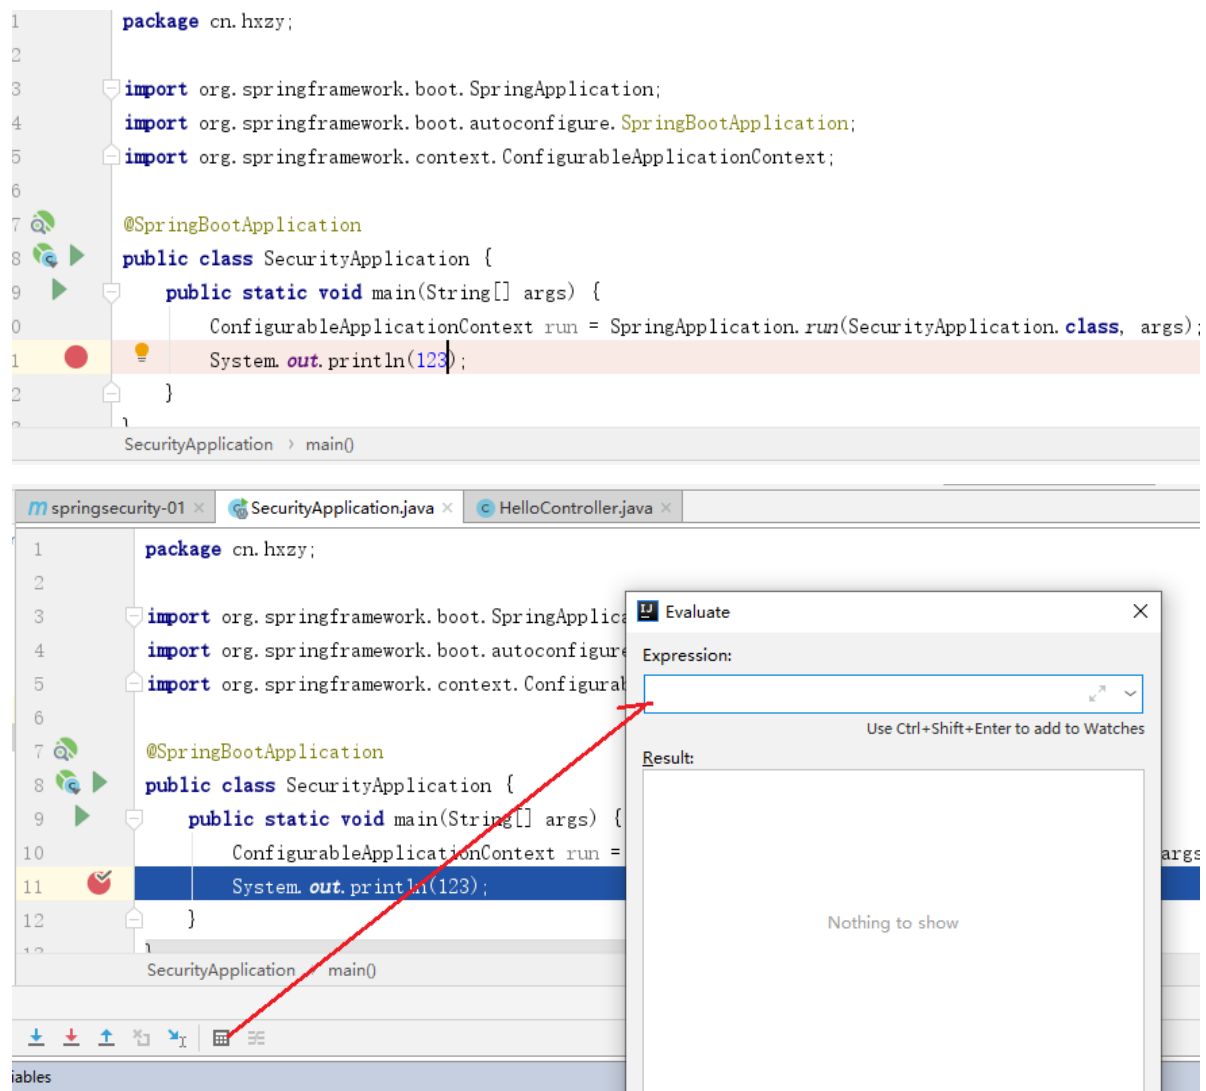 1 package cn.hxzy;
2
3 import org.springframework.boot.SpringApplication;
4 import org.springframework.boot.autoconfigure.SpringBootApplication;
5 import org.springframework.context.ConfigurableApplicationContext;
6
7 @SpringBootApplication
8 public class SecurityApplication {
9 public static void main(String[] args) {
0 ConfigurableApplicationContext run = SpringApplication.run(SecurityApplication.class, args);
1 System.out.println(123);
2 }
}
SecurityApplication › main()
m springsecurity-01 × SecurityApplication.java × HelloController.java ×
1 package cn.hxzy;
2
3 import org.springframework.boot.SpringApplica
4 import org.springframework.boot.autoconfigure
5 import org.springframework.context.Configurab
6
7 @SpringBootApplication
8 public class SecurityApplication {
9 public static void main(String[] args) {
10 ConfigurableApplicationContext run = args
11 System.out.println(123);
12 }
13 }
SecurityApplication › main()
Evaluate
Expression:
Use Ctrl+Shift+Enter to add to Watches
Result:
Nothing to show
iables